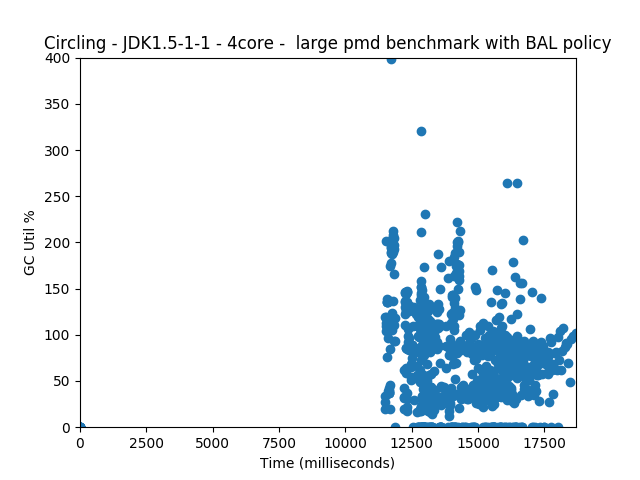 Circling - JDK1.5-1-1 - 4core -  large pmd benchmark with BAL policy
400
350
300
250
200
150
100
50
0
GC Util %
0 2500 5000 7500 10000 12500 15000 17500
Time (milliseconds)